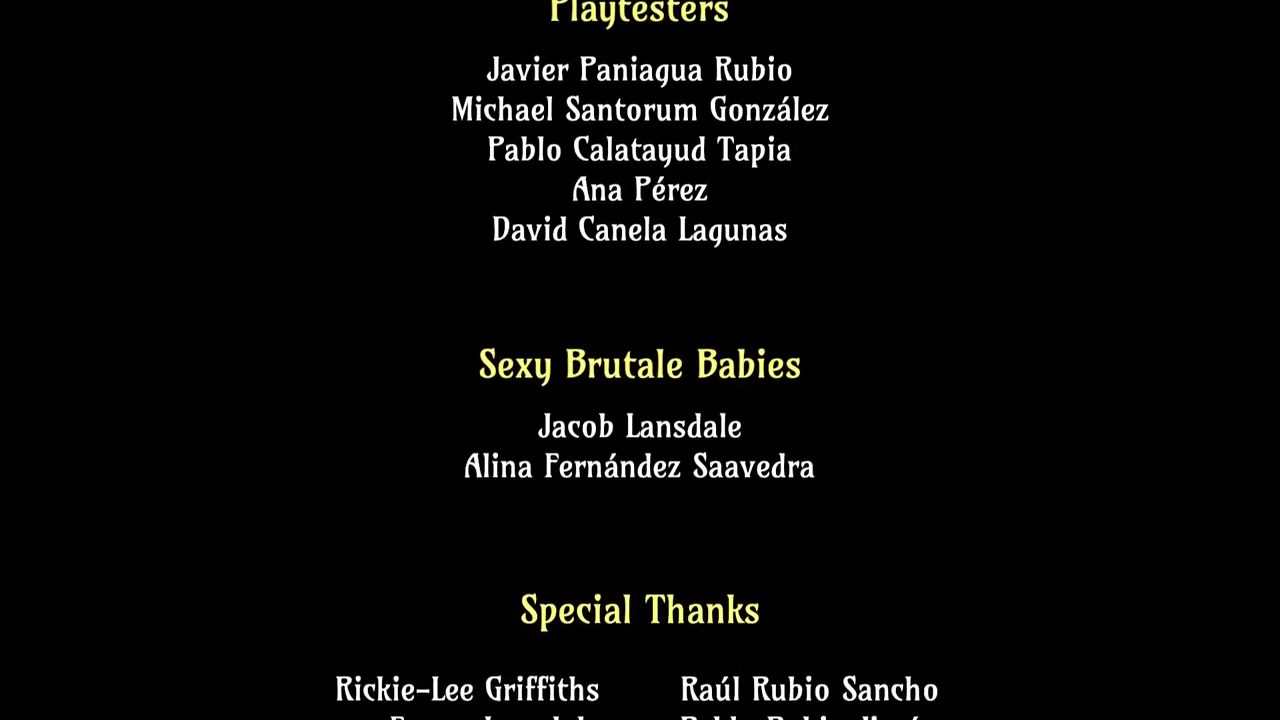 Playtesters
Javier Paniagua Rubio
Michael Santorum González
Pablo Calatayud Tapia
Ana Pérez
David Canela Lagunas
Sexy Brutale Babies
Jacob Lansdale
Alina Fernández Saavedra
Special Thanks
Rickie-Lee Griffiths Raúl Rubio Sancho